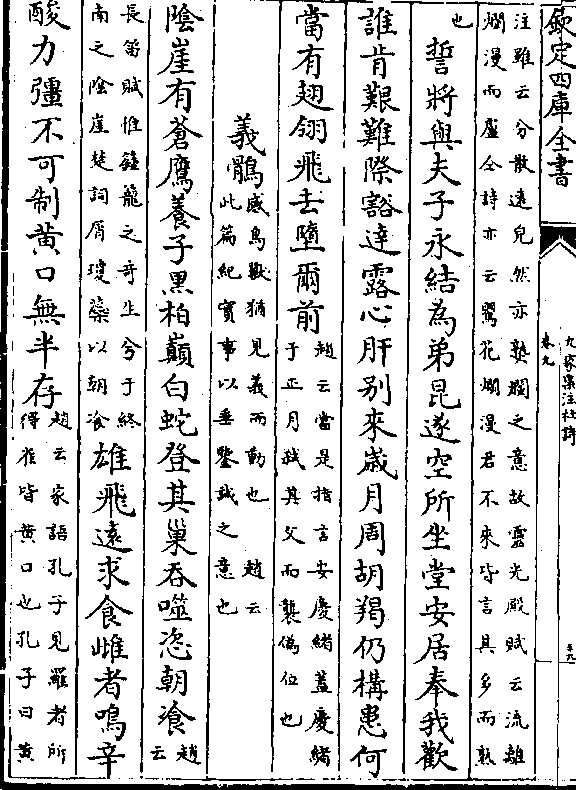 欽定四庫全書
九家集注杜詩
卷九
注雖云分散遠兒然亦熟爛之意故靈光殿賦云流離
爛漫而盧仝詩亦云鶯花爛漫君不來皆言其多而熟
也
誓將與夫子永結為弟昆遂空所坐堂安居奉我歡
誰肯艱難際豁達露心肝别來歲月周胡羯仍構患何
當有翅翎飛去墮爾前
趙云當是指言安慶緒蓋慶緒
于正月弑其父而襲偽位也
義鶻
感鳥獸猶見義而動也趙云
此篇紀實事以垂鑒誡之意也
陰崖有蒼鷹養子黑柏巔白蛇登其巢吞噬恣朝飡
趙云
長笛賦惟籦籠之奇生兮于終
南之陰崖楚詞屑瓊蘂以朝飡
雄飛遠求食雌者鳴辛
酸力彊不可制黄口無半存
趙云家語孔子見羅者所
得雀皆黄口也孔子曰黄